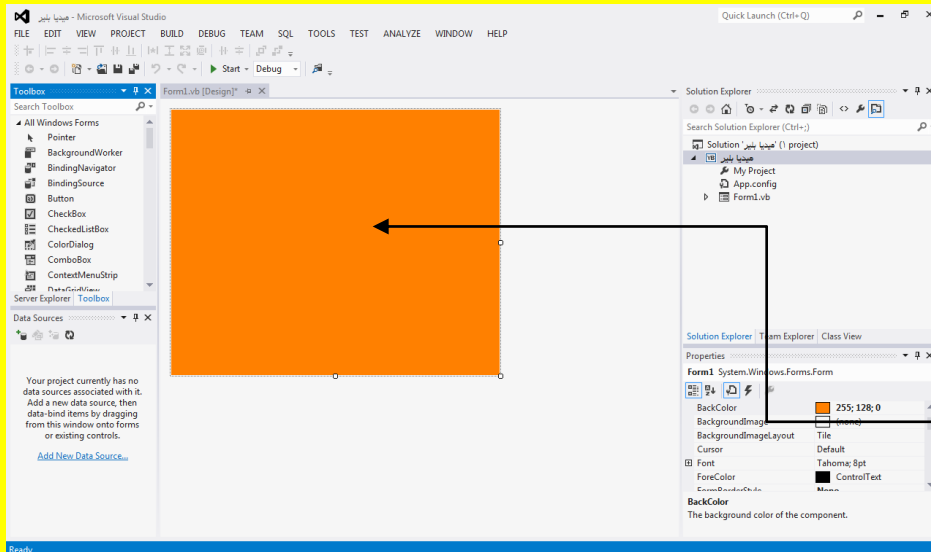 ميديا بلير - Microsoft Visual Studio
Quick Launch (Ctrl+Q)
FILE EDIT VIEW PROJECT BUILD DEBUG TEAM SQL TOOLS TEST ANALYZE WINDOW HELP
Start - Debug
Toolbox
Search Toolbox
All Windows Forms
Pointer
BackgroundWorker
BindingNavigator
BindingSource
Button
CheckBox
CheckedListBox
ColorDialog
ComboBox
ContextMenuStrip
DataGridView
Server Explorer Toolbox
Data Sources
Your project currently has no
data sources associated with it.
Add a new data source, then
data-bind items by dragging
from this window onto forms
or existing controls.
Add New Data Source...
Form1.vb [Design]*
Solution Explorer
Search Solution Explorer (Ctrl+;)
Solution 'ميديا بلير' (١ project)
VB ميديا بلير
My Project
App.config
Form1.vb
Solution Explorer Team Explorer Class View
Properties
Form1 System.Windows.Forms.Form
BackColor 255; 128; 0
BackgroundImage (none)
BackgroundImageLayout Tile
Cursor Default
Font Tahoma; 8pt
ForeColor ControlText
FormBorderStyle None
BackColor
The background color of the component.
Ready